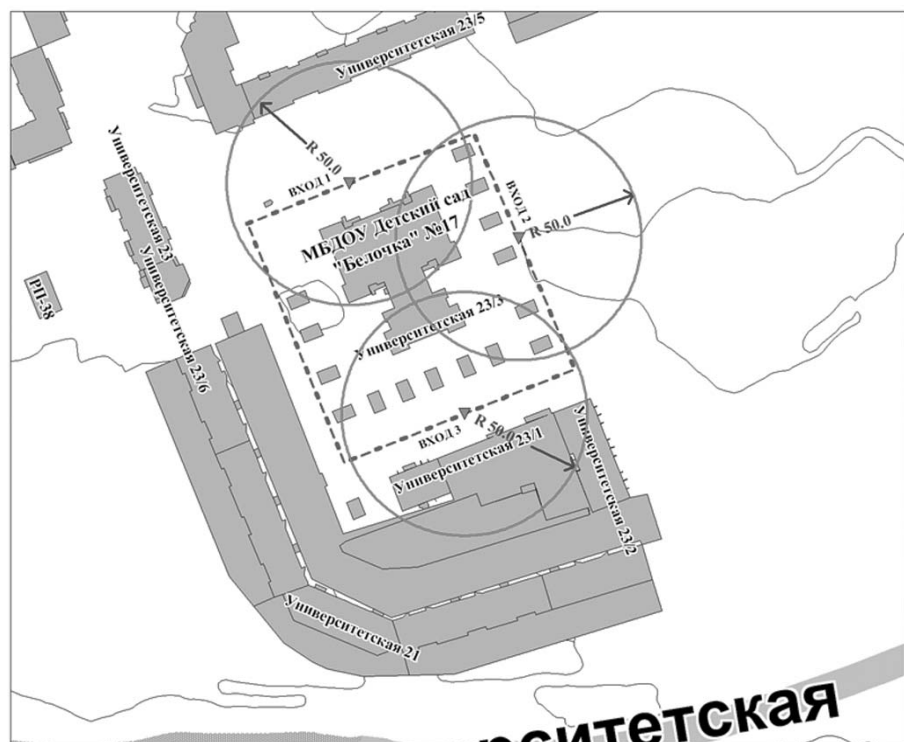 Университетская 23/5
R 50.0
ВХОД 1
ВХОД 2
R 50.0
МБДОУ Детский сад
"Белочка" №17
Университетская 23
РП-38
Университетская 23/3
Университетская 23/6
R 50.0
ВХОД 3
Университетская 23/1
Университетская 23/2
Университетская 21
рситетская